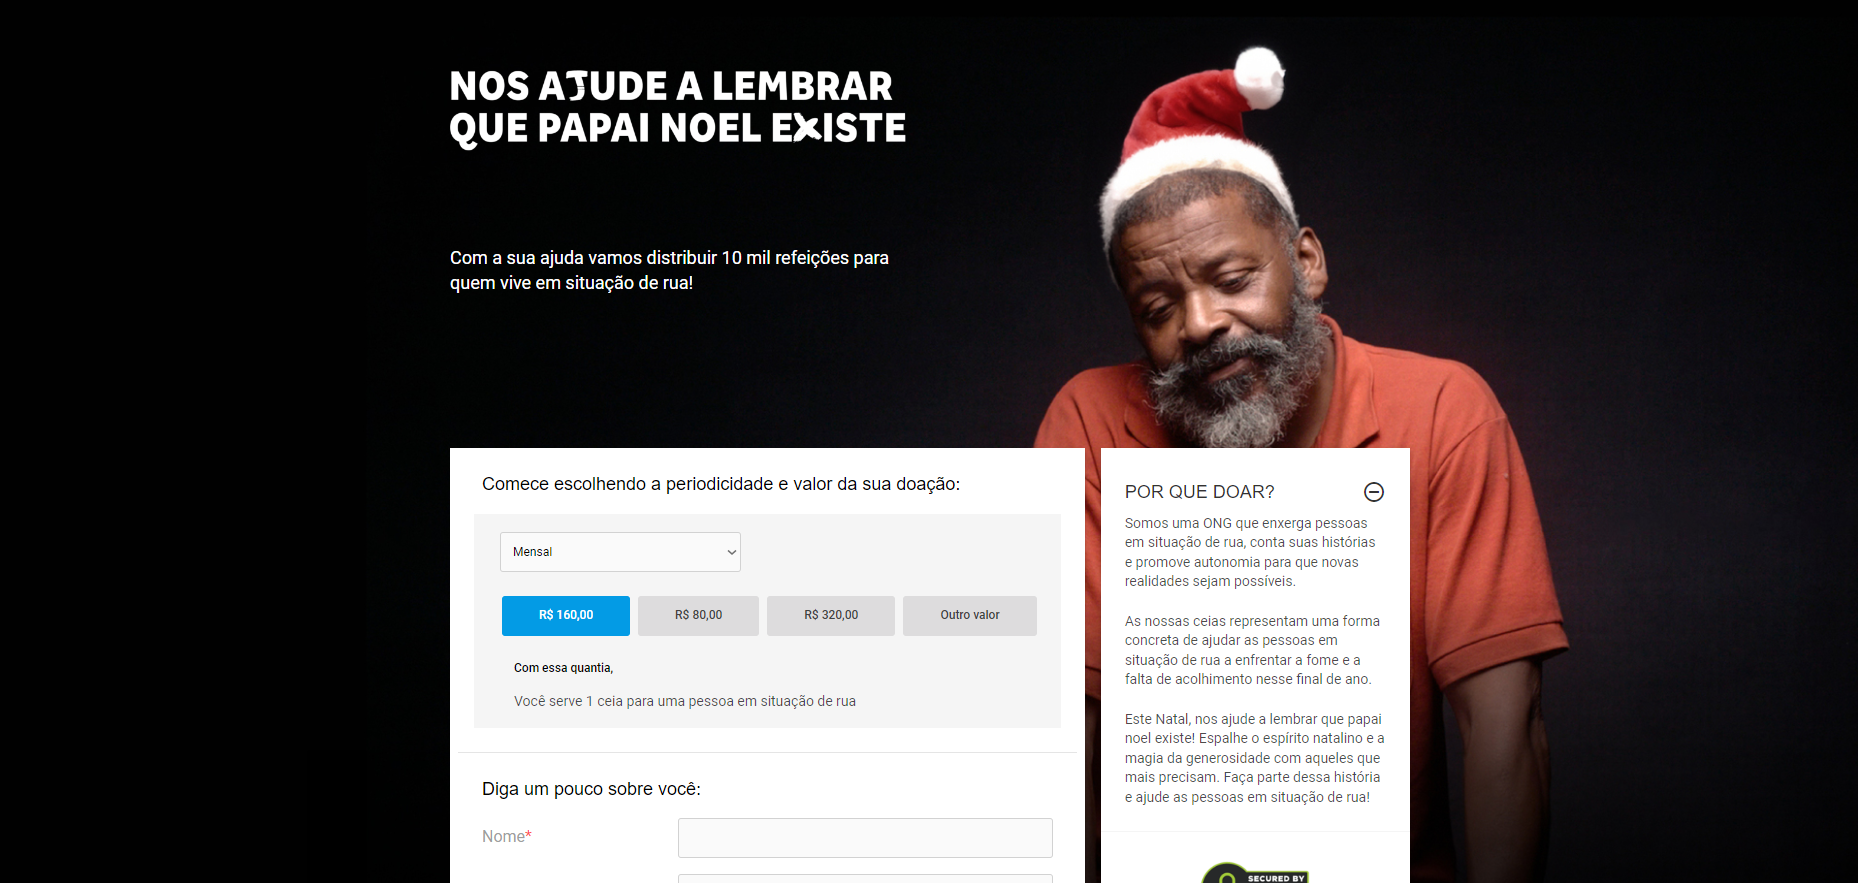 NOS AJUDE A LEMBRAR
QUE PAPAI NOEL EXISTE
Com a sua ajuda vamos distribuir 10 mil refeições para
quem vive em situação de rua!
Comece escolhendo a periodicidade e valor da sua doação:
Mensal
R$ 160,00
R$ 80,00
R$ 320,00
Outro valor
Com essa quantia,
Você serve 1 ceia para uma pessoa em situação de rua
Diga um pouco sobre você:
Nome*
POR QUE DOAR?
Somos uma ONG que enxerga pessoas
em situação de rua, conta suas histórias
e promove autonomia para que novas
realidades sejam possíveis.
As nossas ceias representam uma forma
concreta de ajudar as pessoas em
situação de rua a enfrentar a fome e a
falta de acolhimento nesse final de ano.
Este Natal, nos ajude a lembrar que papai
noel existe! Espalhe o espírito natalino e a
magia da generosidade com aqueles que
mais precisam. Faça parte dessa história
e ajude as pessoas em situação de rua!
SECURED BY